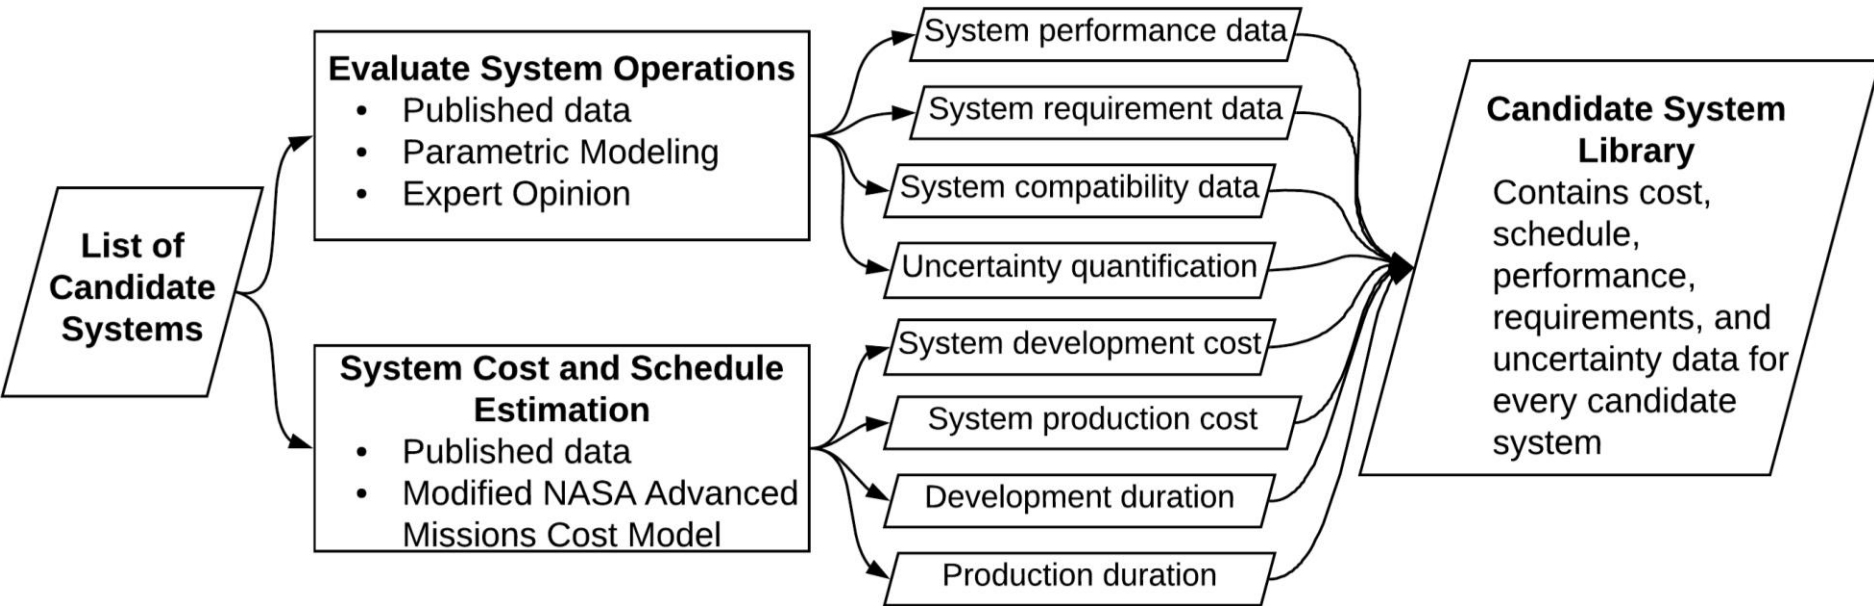 List of
Candidate
Systems
Evaluate System Operations
• Published data
• Parametric Modeling
• Expert Opinion
System Cost and Schedule
Estimation
• Published data
• Modified NASA Advanced
Missions Cost Model
System performance data
System requirement data
System compatibility data
Uncertainty quantification
System development cost
System production cost
Development duration
Production duration
Candidate System
Library
Contains cost,
schedule,
performance,
requirements, and
uncertainty data for
every candidate
system